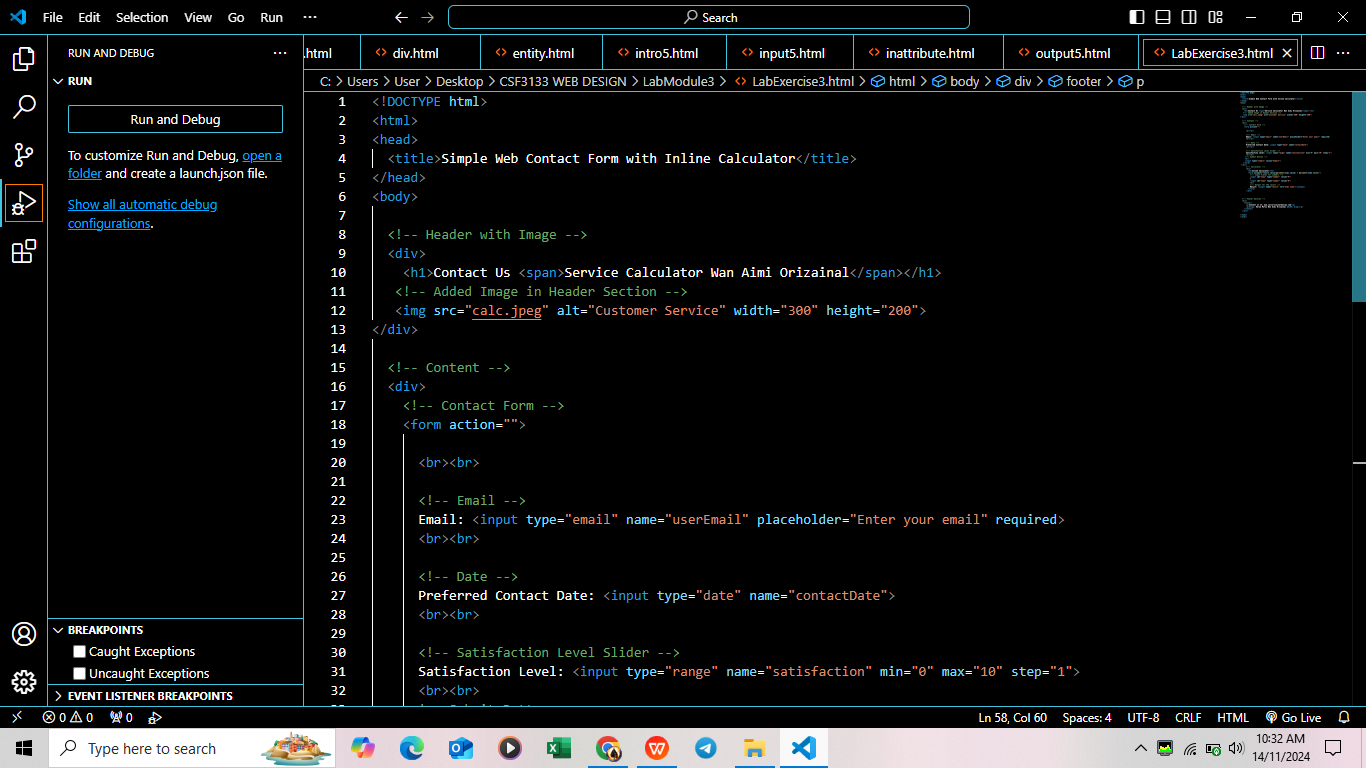 File Edit Selection View Go Run ··· Search
RUN AND DEBUG ···
RUN
Run and Debug
To customize Run and Debug, open a
folder and create a launch.json file.
Show all automatic debug
configurations.
BREAKPOINTS
Caught Exceptions
Uncaught Exceptions
EVENT LISTENER BREAKPOINTS
.html div.html entity.html intro5.html input5.html inattribute.html output5.html LabExercise3.html ···
C: > Users > User > Desktop > CSF3133 WEB DESIGN > LabModule3 > LabExercise3.html > html > body > div > footer > p
1 <!DOCTYPE html>
2 <html>
3 <head>
4 <title>Simple Web Contact Form with Inline Calculator</title>
5 </head>
6 <body>
7
8 <!-- Header with Image -->
9 <div>
10 <h1>Contact Us <span>Service Calculator Wan Aimi Orizainal</span></h1>
11 <!-- Added Image in Header Section -->
12 <img src="calc.jpeg" alt="Customer Service" width="300" height="200">
13 </div>
14
15 <!-- Content -->
16 <div>
17 <!-- Contact Form -->
18 <form action="">
19
20 <br><br>
21
22 <!-- Email -->
23 Email: <input type="email" name="userEmail" placeholder="Enter your email" required>
24 <br><br>
25
26 <!-- Date -->
27 Preferred Contact Date: <input type="date" name="contactDate">
28 <br><br>
29
30 <!-- Satisfaction Level Slider -->
31 Satisfaction Level: <input type="range" name="satisfaction" min="0" max="10" step="1">
32 <br><br>
0 0 0 Ln 58, Col 60 Spaces: 4 UTF-8 CRLF HTML Go Live
Type here to search
10:32 AM
14/11/2024